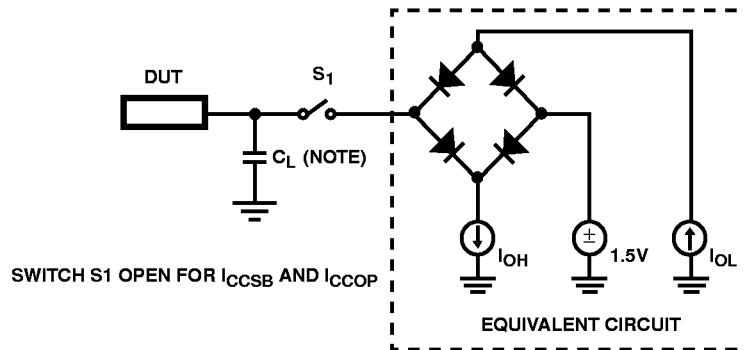 DUT
S1
CL (NOTE)
IOH
±
1.5V
IOL
SWITCH S1 OPEN FOR ICCSB AND ICCOP
EQUIVALENT CIRCUIT